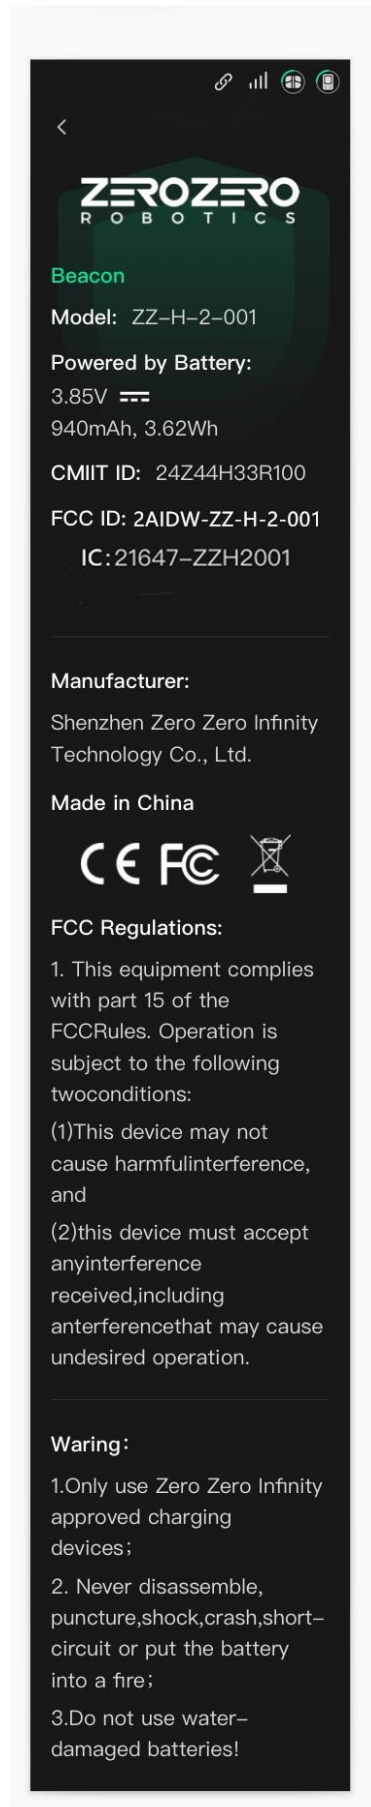 ZEROZERO
ROBOTICS
Beacon
Model: ZZ-H-2-001
Powered by Battery:
3.85V
940mAh, 3.62Wh
CMIIT ID: 24Z44H33R100
FCC ID: 2AIDW-ZZ-H-2-001
IC:21647-ZZH2001
Manufacturer:
Shenzhen Zero Zero Infinity
Technology Co., Ltd.
Made in China
CE FC
FCC Regulations:
1. This equipment complies
with part 15 of the
FCCRules. Operation is
subject to the following
twoconditions:
(1)This device may not
cause harmfulinterference,
and
(2)this device must accept
anyinterference
received,including
anterferencethat may cause
undesired operation.
Waring：
1.Only use Zero Zero Infinity
approved charging
devices；
2. Never disassemble,
puncture,shock,crash,short-
circuit or put the battery
into a fire；
3.Do not use water-
damaged batteries!